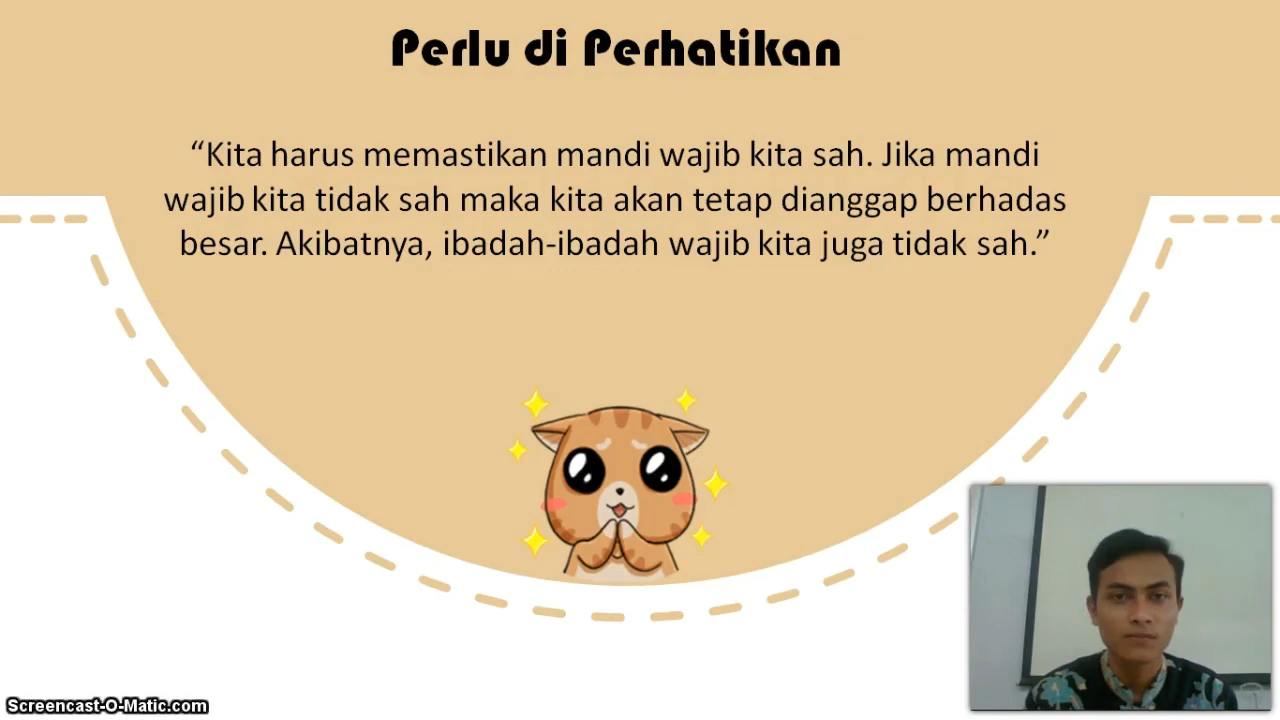 Perlu di Perhatikan
“Kita harus memastikan mandi wajib kita sah. Jika mandi
wajib kita tidak sah maka kita akan tetap dianggap berhadas
besar. Akibatnya, ibadah-ibadah wajib kita juga tidak sah.”
Screencast-O-Matic.com